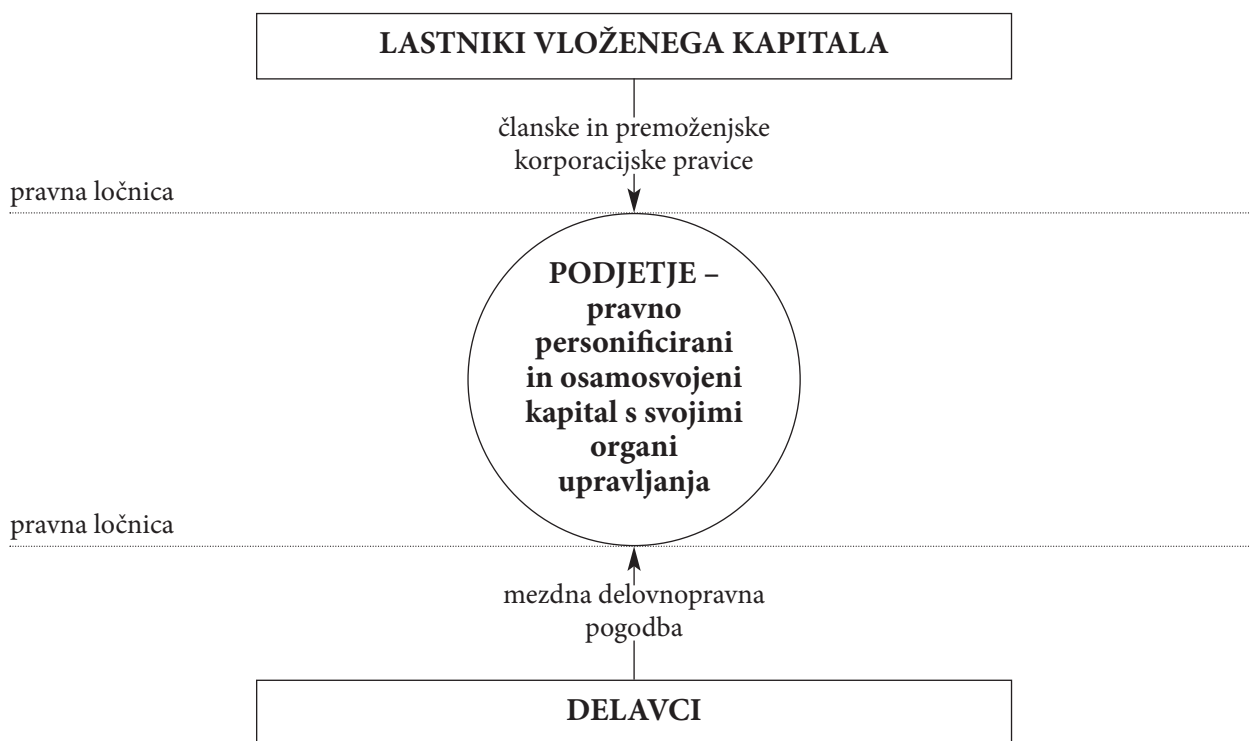 LASTNIKI VLOŽENEGA KAPITALA
članske in premoženjske
korporacijske pravice
pravna ločnica
PODJETJE –
pravno
personificirani
in osamosvojeni
kapital s svojimi
organi
upravljanja
pravna ločnica
mezdna delovnopravna
pogodba
DELAVCI